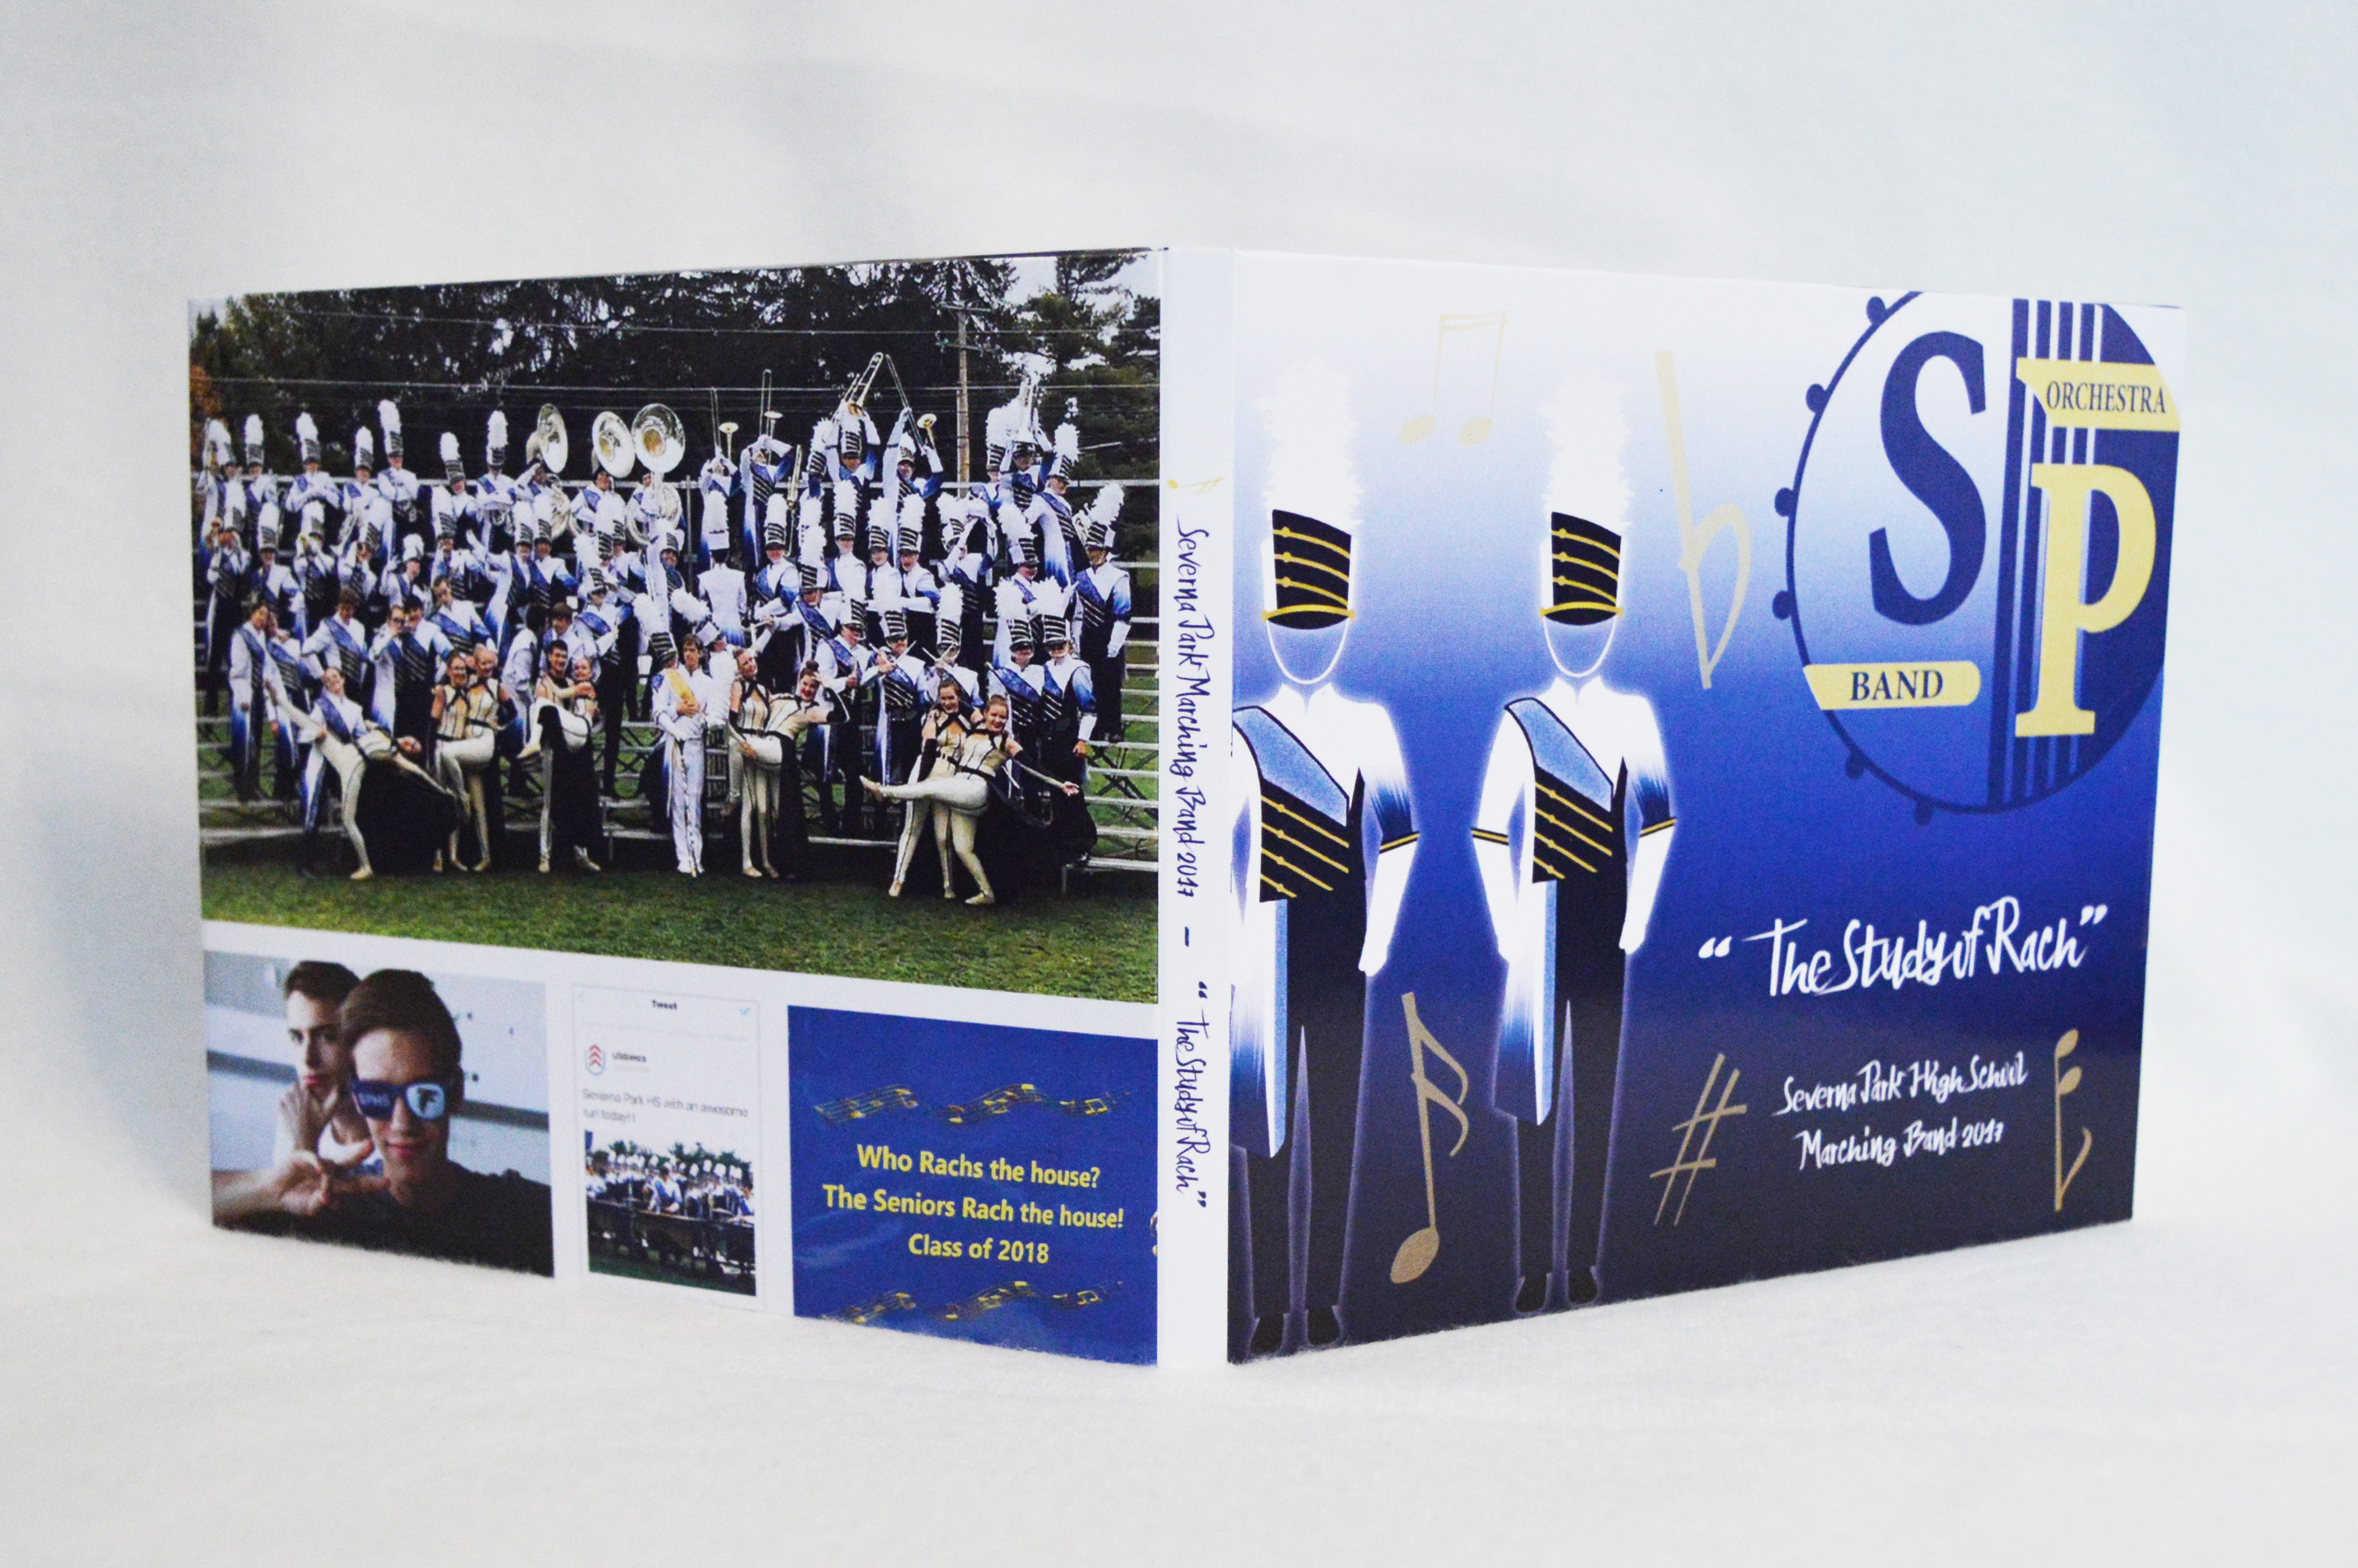 Tweet
Severna Park HS with an awesome
run today!!
Who Rachs the house?
The Seniors Rach the house!
Class of 2018
Severna Park Marching Band 2017 - "The Study of Rach"
S
ORCHESTRA
P
BAND
"The Study of Rach"
Severna Park High School
Marching Band 2017